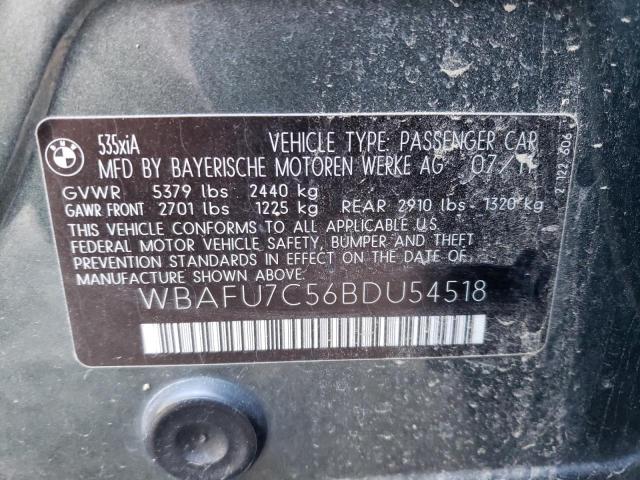 535xiA VEHICLE TYPE: PASSENGER CAR
MFD BY BAYERISCHE MOTOREN WERKE AG 07/11
GVWR 5379 lbs 2440 kg
GAWR FRONT 2701 lbs 1225 kg REAR 2910 lbs - 1320 kg
THIS VEHICLE CONFORMS TO ALL APPLICABLE U.S.
FEDERAL MOTOR VEHICLE SAFETY, BUMPER AND THEFT
PREVENTION STANDARDS IN EFFECT ON THE DATE OF
MANUFACTURE SHOWN ABOVE:
WBAFU7C56BDU54518